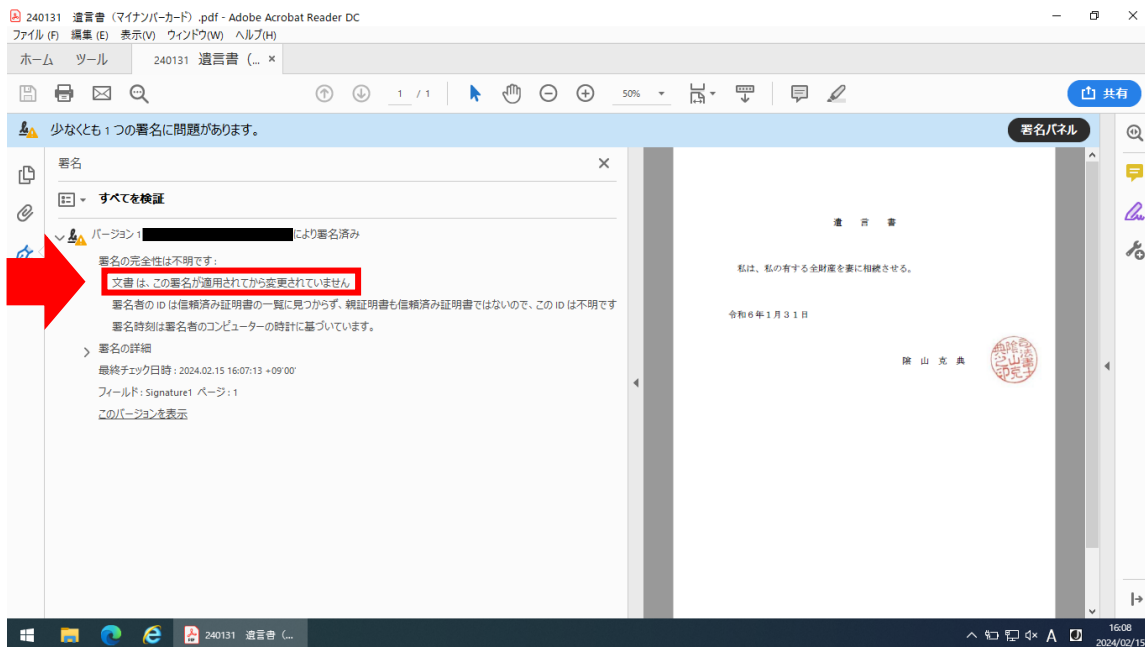 240131 遺言書（マイナンバーカード）.pdf - Adobe Acrobat Reader DC
ファイル(F) 編集(E) 表示(V) ウィンドウ(W) ヘルプ(H)
ホーム ツール 240131 遺言書（... ×
1 / 1 50% 共有
少なくとも 1 つの署名に問題があります。 署名パネル
署名
すべてを検証
バージョン 1 により署名済み
署名の完全性は不明です：
文書 は、この署名が適用されてから変更されていません
署名者の ID は信頼済み証明書の一覧に見つからず、親証明書も信頼済み証明書ではないので、この ID は不明です
署名時刻は署名者のコンピューターの時計に基づいています。
署名の詳細
最終チェック日時 : 2024.02.15 16:07:13 +09'00'
フィールド : Signature1 ページ : 1
このバージョンを表示
遺 言 書
私は、私の有する全財産を妻に相続させる。
令和６年１月３１日
陰 山 克 典
240131 遺言書（...
A
16:08
2024/02/15